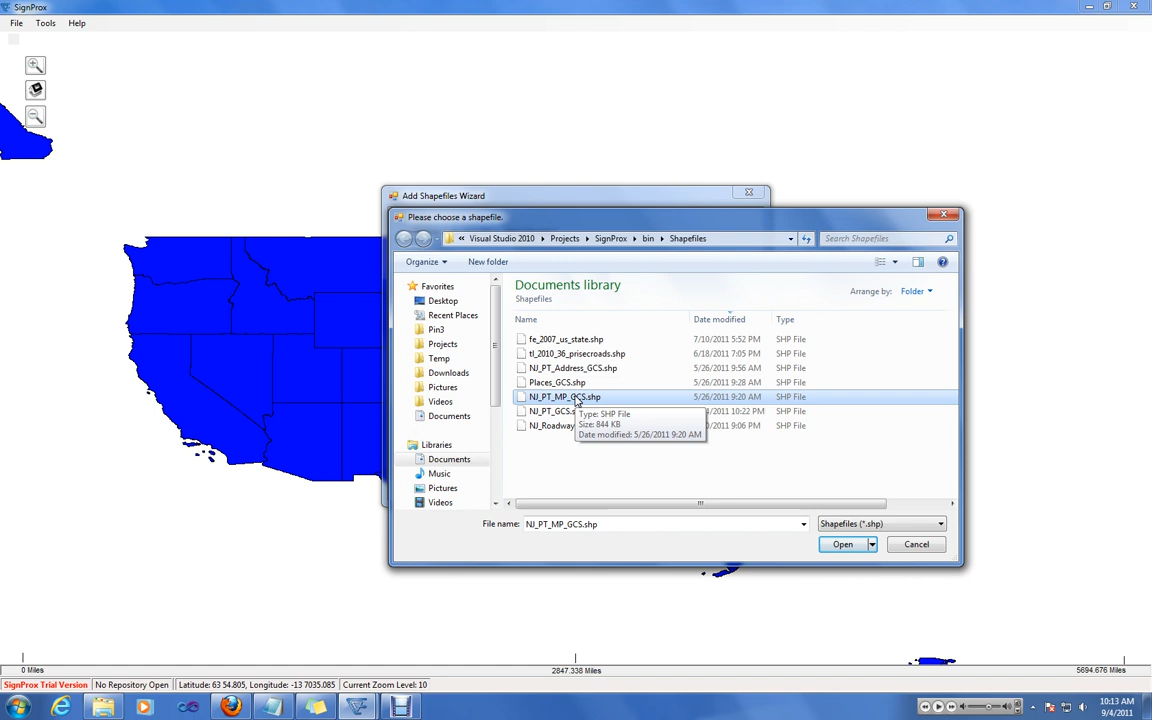 SignProx
File Tools Help
Add Shapefiles Wizard
Please choose a shapefile.
« Visual Studio 2010 ▸ Projects ▸ SignProx ▸ bin ▸ Shapefiles
Search Shapefiles
Organize New folder
Favorites
Desktop
Recent Places
Pin3
Projects
Temp
Downloads
Pictures
Videos
Documents
Libraries
Documents
Music
Pictures
Videos
Documents library
Shapefiles
Arrange by: Folder
Name Date modified Type
fe_2007_us_state.shp 7/10/2011 5:52 PM SHP File
tl_2010_36_prisecroads.shp 6/18/2011 7:05 PM SHP File
NJ_PT_Address_GCS.shp 5/26/2011 9:56 AM SHP File
Places_GCS.shp 5/26/2011 9:28 AM SHP File
NJ_PT_MP_GCS.shp 5/26/2011 9:20 AM SHP File
NJ_PT_GCS.s 10:22 PM SHP File
NJ_Roadway 9:06 PM SHP File
Type: SHP File
Size: 844 KB
Date modified: 5/26/2011 9:20 AM
File name: NJ_PT_MP_GCS.shp
Shapefiles (*.shp)
Open Cancel
0 Miles 2847.338 Miles 5694.676 Miles
SignProx Trial Version No Repository Open Latitude: 63 54.805, Longitude: -13 7035.085 Current Zoom Level: 10
10:13 AM
9/4/2011